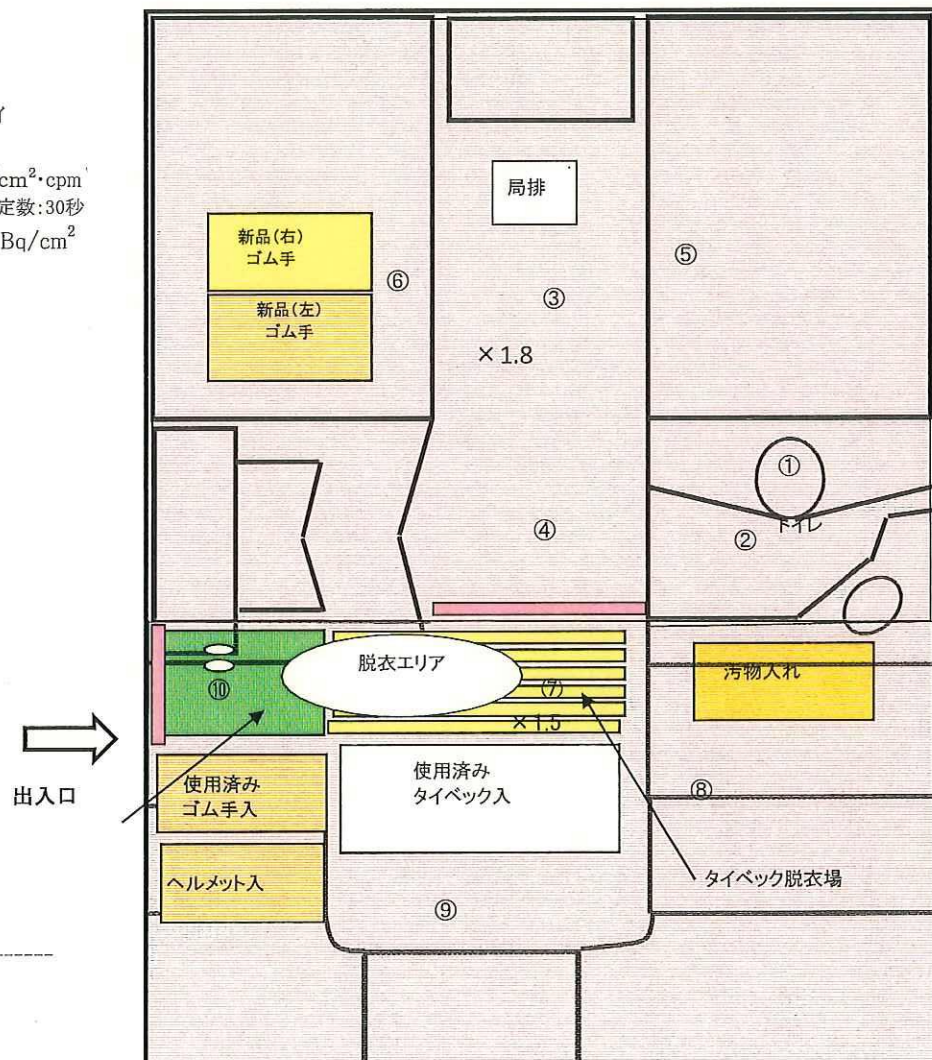 cm²・cpm
定数:30秒
Bq/cm²
局排
新品(右)
ゴム手
新品(左)
ゴム手
⑥
③
⑤
×1.8
①
トイレ
④
②
脱衣エリア
⑩
⑦
×1.5
汚物入れ
出入口
使用済み
ゴム手入
使用済み
タイベック入
⑧
ヘルメット入
タイベック脱衣場
⑨